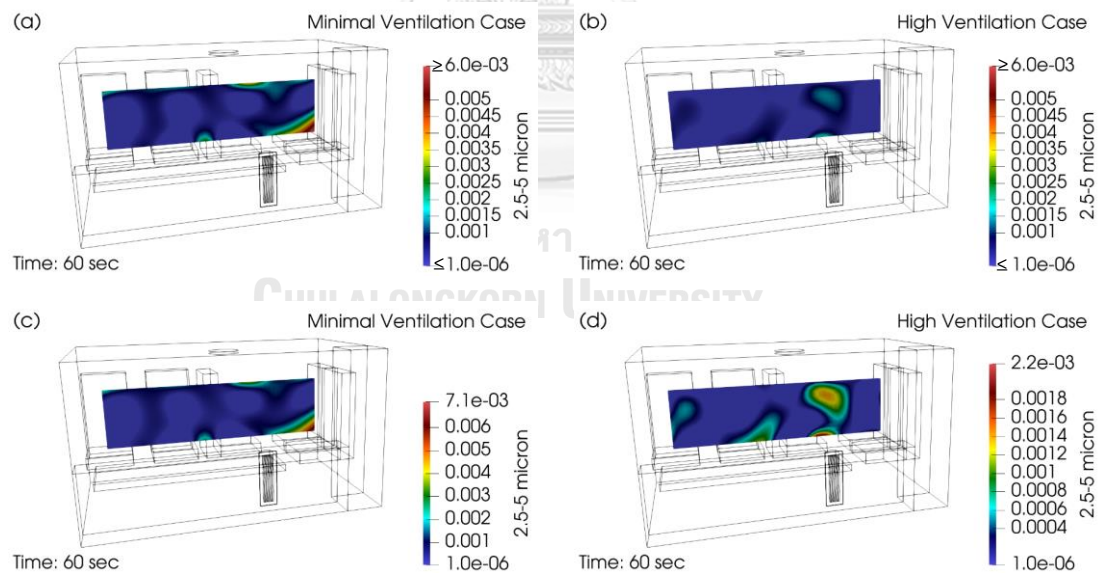 (a)
Minimal Ventilation Case
≥6.0e-03
0.005
0.0045
0.004
0.0035
0.003
0.0025
0.002
0.0015
0.001
≤1.0e-06
2.5-5 micron
Time: 60 sec
(b)
High Ventilation Case
≥6.0e-03
0.005
0.0045
0.004
0.0035
0.003
0.0025
0.002
0.0015
0.001
≤1.0e-06
2.5-5 micron
Time: 60 sec
CHULALONGKORN UNIVERSITY
(c)
Minimal Ventilation Case
7.1e-03
0.006
0.005
0.004
0.003
0.002
0.001
1.0e-06
2.5-5 micron
Time: 60 sec
(d)
High Ventilation Case
2.2e-03
0.0018
0.0016
0.0014
0.0012
0.001
0.0008
0.0006
0.0004
1.0e-06
2.5-5 micron
Time: 60 sec